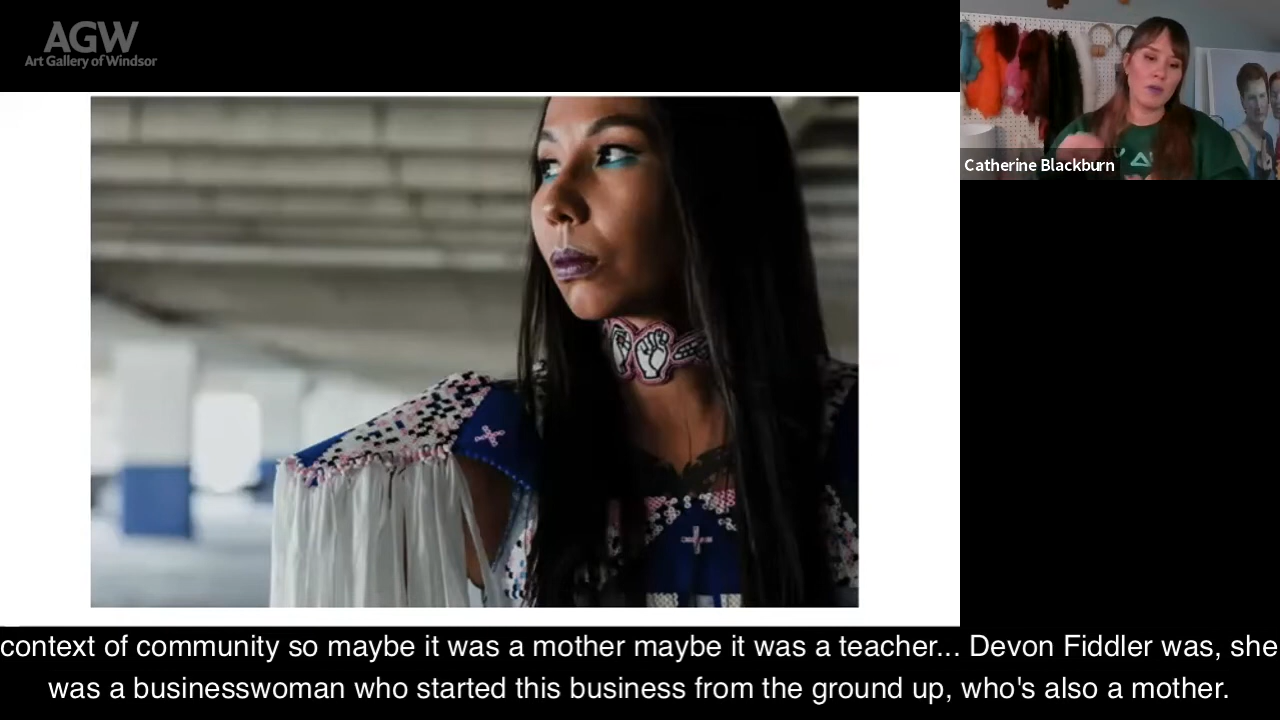 AGW
Art Gallery of Windsor
Catherine Blackburn
context of community so maybe it was a mother maybe it was a teacher... Devon Fiddler was, she
was a businesswoman who started this business from the ground up, who's also a mother.